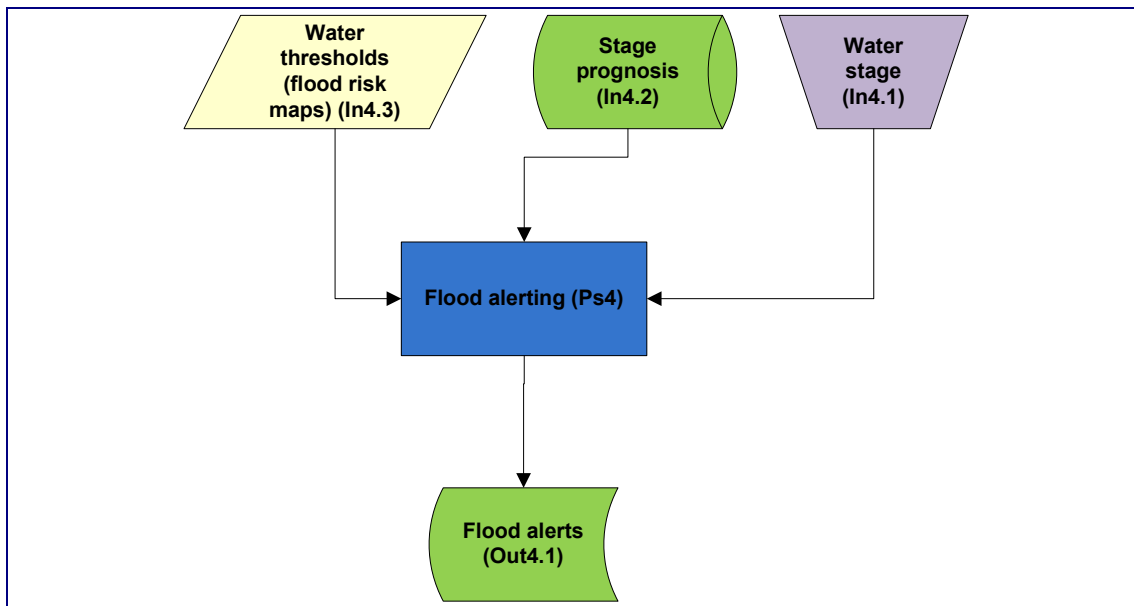 Water
thresholds
(flood risk
maps) (In4.3)
Stage
prognosis
(In4.2)
Water
stage
(In4.1)
Flood alerting (Ps4)
Flood alerts
(Out4.1)